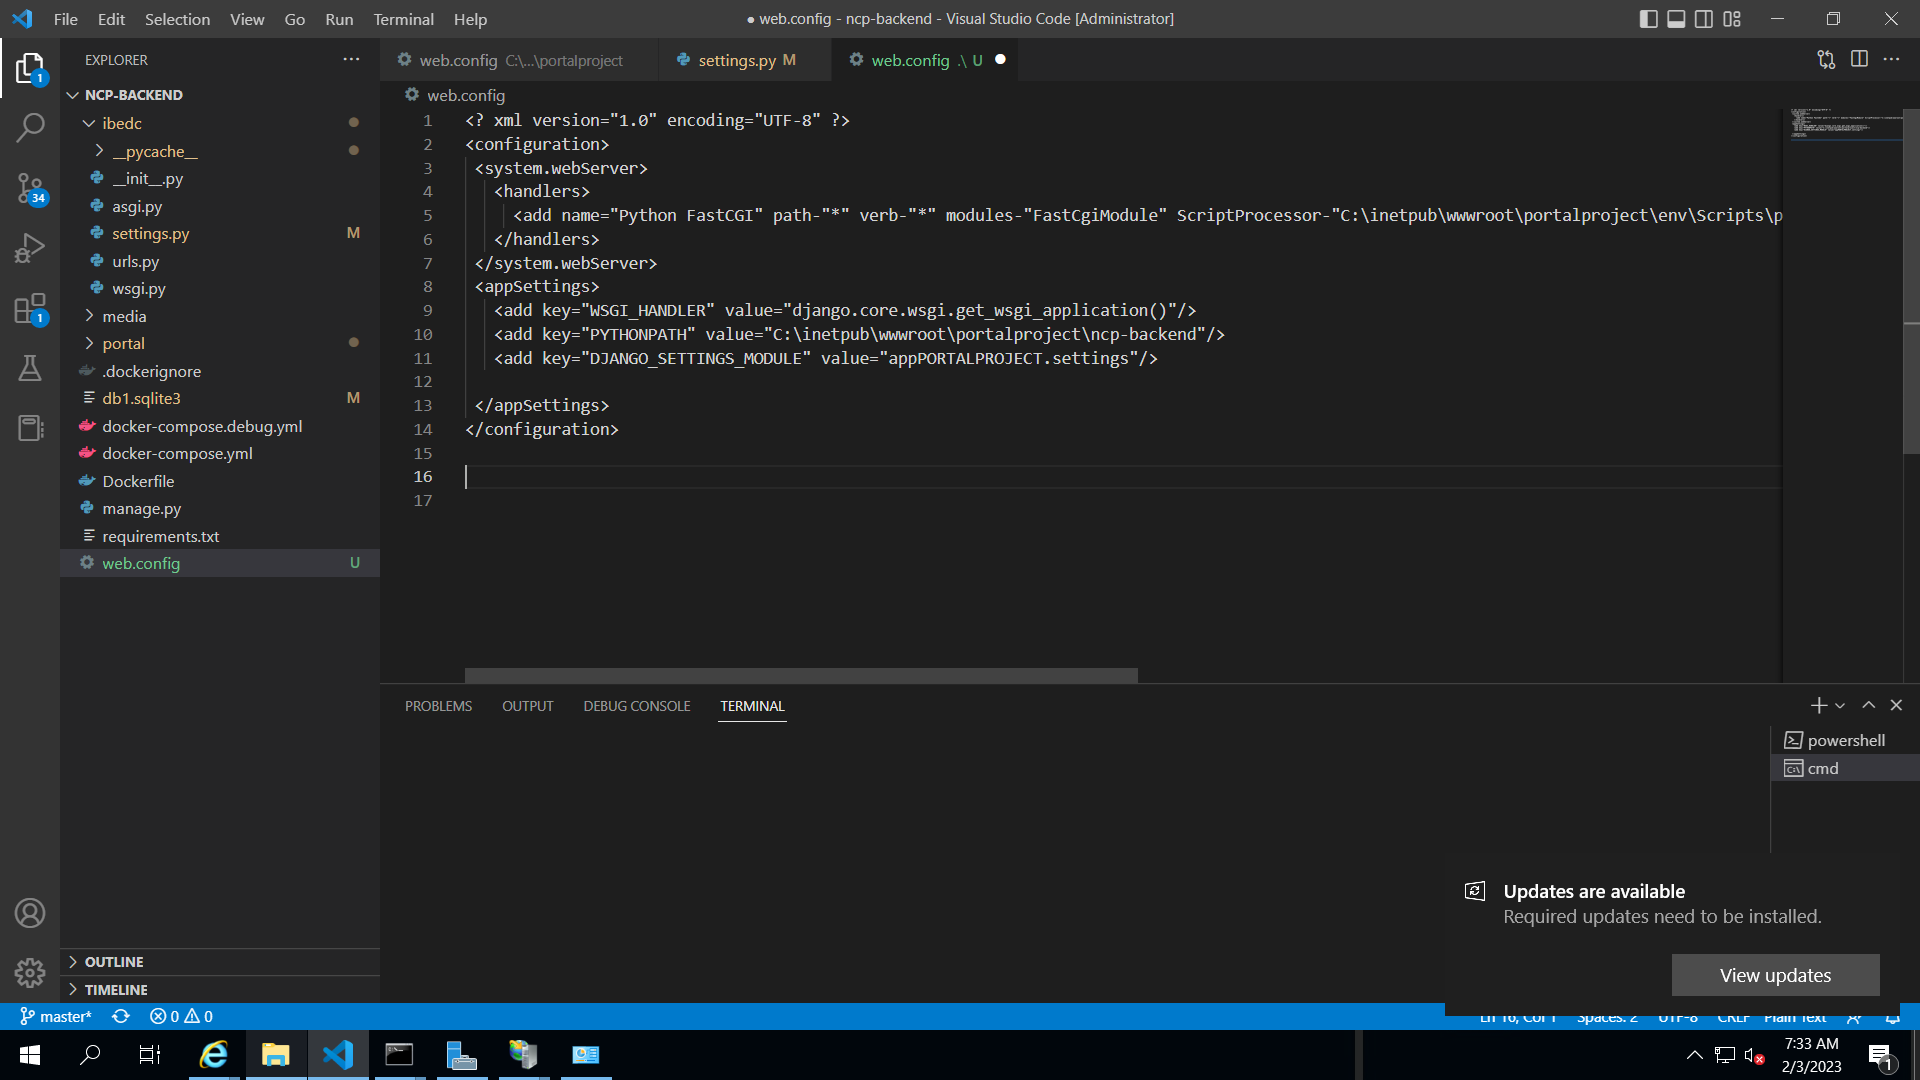 File Edit Selection View Go Run Terminal Help
● web.config - ncp-backend - Visual Studio Code [Administrator]
EXPLORER
web.config C:\...\portalproject
settings.py M
web.config .\ U
1
NCP-BACKEND
ibedc
__pycache__
__init__.py
asgi.py
settings.py M
urls.py
wsgi.py
media
portal
.dockerignore
db1.sqlite3 M
docker-compose.debug.yml
docker-compose.yml
Dockerfile
manage.py
requirements.txt
web.config U
34
1
web.config
1 <? xml version="1.0" encoding="UTF-8" ?>
2 <configuration>
3 <system.webServer>
4 <handlers>
5 <add name="Python FastCGI" path-"*" verb-"*" modules-"FastCgiModule" ScriptProcessor-"C:\inetpub\wwwroot\portalproject\env\Scripts\p
6 </handlers>
7 </system.webServer>
8 <appSettings>
9 <add key="WSGI_HANDLER" value="django.core.wsgi.get_wsgi_application()"/>
10 <add key="PYTHONPATH" value="C:\inetpub\wwwroot\portalproject\ncp-backend"/>
11 <add key="DJANGO_SETTINGS_MODULE" value="appPORTALPROJECT.settings"/>
12
13 </appSettings>
14 </configuration>
15
16
17
PROBLEMS OUTPUT DEBUG CONSOLE TERMINAL
powershell
cmd
Updates are available
Required updates need to be installed.
View updates
OUTLINE
TIMELINE
master* 0 0
Ln 16, Col 1 Spaces: 2 UTF-8 CRLF Plain Text
7:33 AM
2/3/2023
1